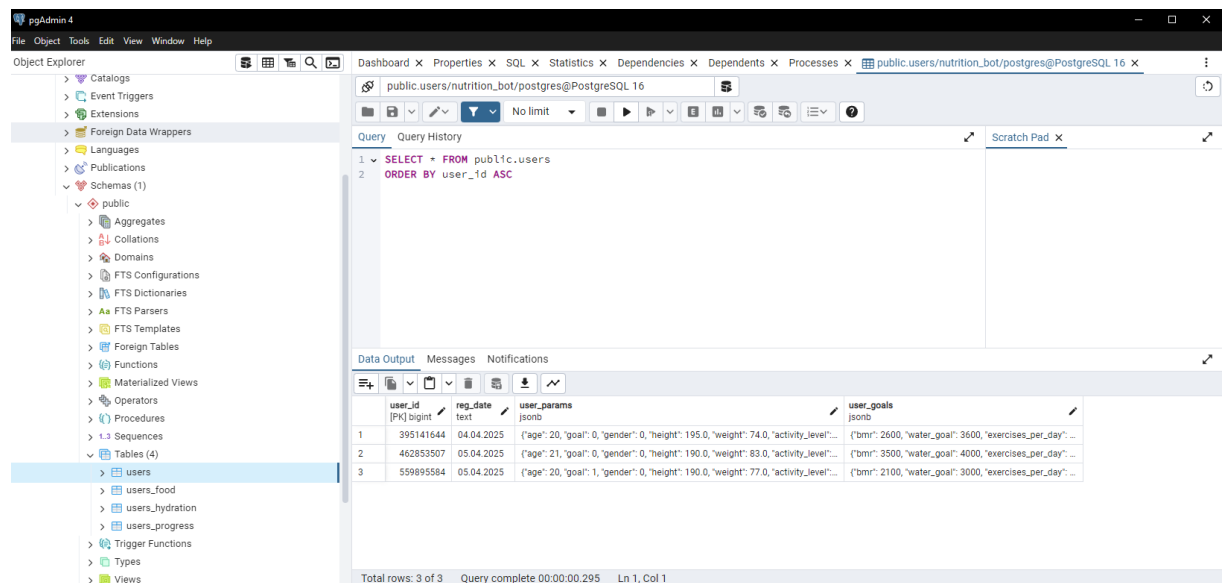 pgAdmin 4
File Object Tools Edit View Window Help
Object Explorer
Catalogs
Event Triggers
Extensions
Foreign Data Wrappers
Languages
Publications
Schemas (1)
public
Aggregates
Collations
Domains
FTS Configurations
FTS Dictionaries
Aa FTS Parsers
FTS Templates
Foreign Tables
Functions
Materialized Views
Operators
Procedures
1..3 Sequences
Tables (4)
users
users_food
users_hydration
users_progress
Trigger Functions
Types
Views
Dashboard Properties SQL Statistics Dependencies Dependents Processes public.users/nutrition_bot/postgres@PostgreSQL 16
public.users/nutrition_bot/postgres@PostgreSQL 16
No limit
Query Query History
Scratch Pad
1 SELECT * FROM public.users
2 ORDER BY user_id ASC
Data Output Messages Notifications
user_id reg_date user_params user_goals
[PK] bigint text jsonb jsonb
1 395141644 04.04.2025 {"age": 20, "goal": 0, "gender": 0, "height": 195.0, "weight": 74.0, "activity_level":... {"bmr": 2600, "water_goal": 3600, "exercises_per_day": ...
2 462853507 05.04.2025 {"age": 21, "goal": 0, "gender": 0, "height": 190.0, "weight": 83.0, "activity_level":... {"bmr": 3500, "water_goal": 4000, "exercises_per_day": ...
3 559895584 05.04.2025 {"age": 20, "goal": 1, "gender": 0, "height": 190.0, "weight": 77.0, "activity_level":... {"bmr": 2100, "water_goal": 3000, "exercises_per_day": ...
Total rows: 3 of 3 Query complete 00:00:00.295 Ln 1, Col 1